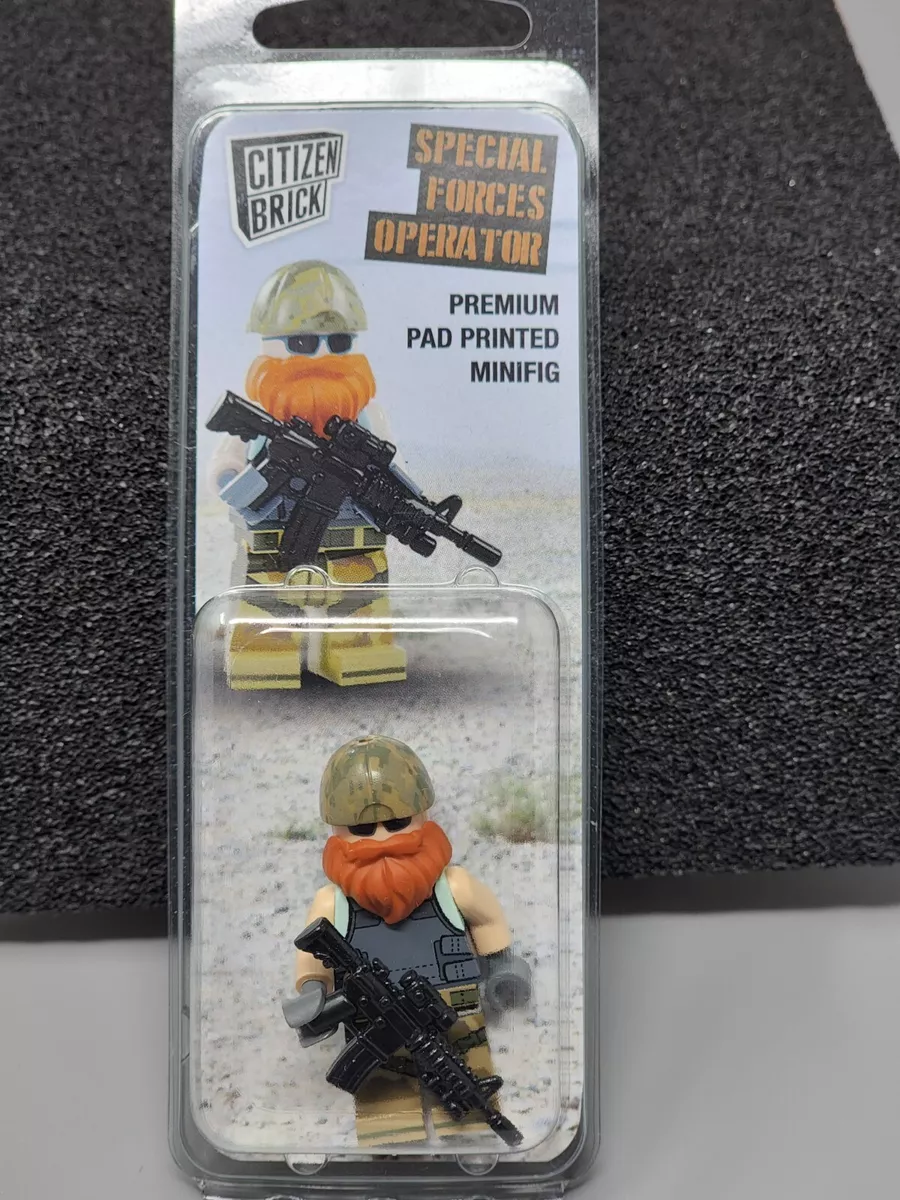 CITIZEN
BRICK
SPECIAL
FORCES
OPERATOR
PREMIUM
PAD PRINTED
MINIFIG